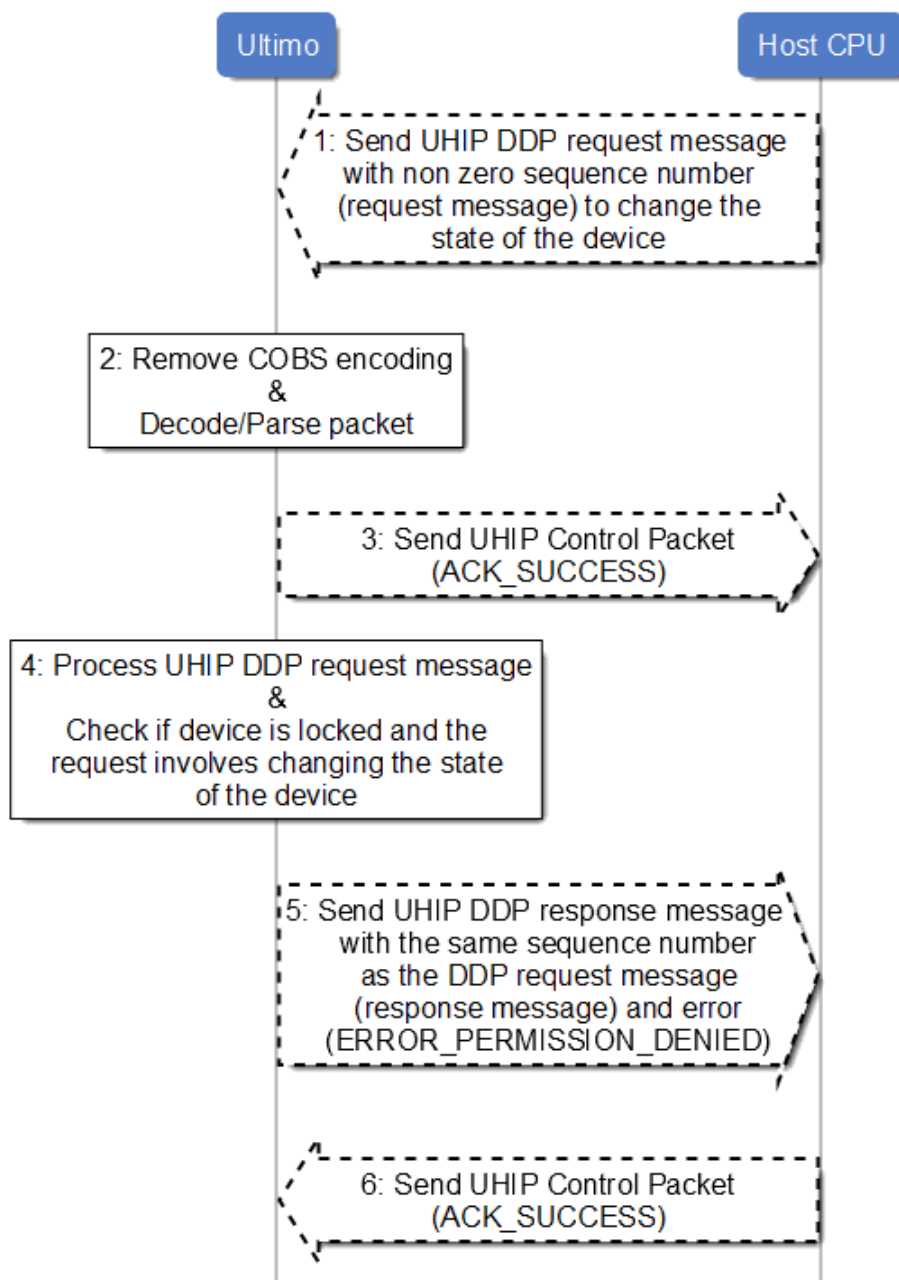 Ultimo
Host CPU
1: Send UHIP DDP request message
with non zero sequence number
(request message) to change the
state of the device
2: Remove COBS encoding
&
Decode/Parse packet
3: Send UHIP Control Packet
(ACK_SUCCESS)
4: Process UHIP DDP request message
&
Check if device is locked and the
request involves changing the state
of the device
5: Send UHIP DDP response message
with the same sequence number
as the DDP request message
(response message) and error
(ERROR_PERMISSION_DENIED)
6: Send UHIP Control Packet
(ACK_SUCCESS)